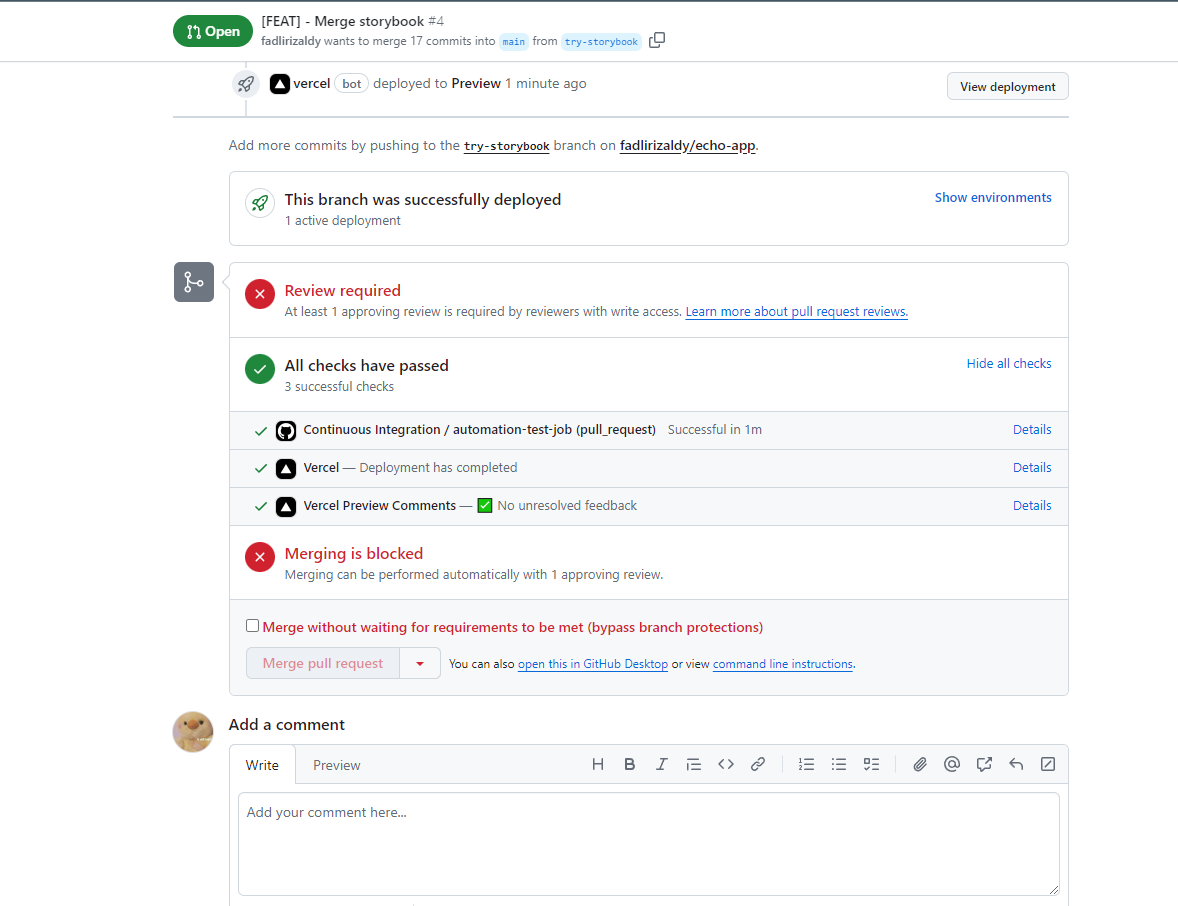 Open
[FEAT] - Merge storybook #4
fadlirizaldy wants to merge 17 commits into main from try-storybook
vercel bot deployed to Preview 1 minute ago
View deployment
Add more commits by pushing to the try-storybook branch on fadlirizaldy/echo-app.
This branch was successfully deployed
Show environments
1 active deployment
Review required
At least 1 approving review is required by reviewers with write access. Learn more about pull request reviews.
All checks have passed
Hide all checks
3 successful checks
Continuous Integration / automation-test-job (pull_request) Successful in 1m Details
Vercel — Deployment has completed Details
Vercel Preview Comments — ✅ No unresolved feedback Details
Merging is blocked
Merging can be performed automatically with 1 approving review.
Merge without waiting for requirements to be met (bypass branch protections)
Merge pull request
You can also open this in GitHub Desktop or view command line instructions.
Add a comment
Write Preview
Add your comment here...